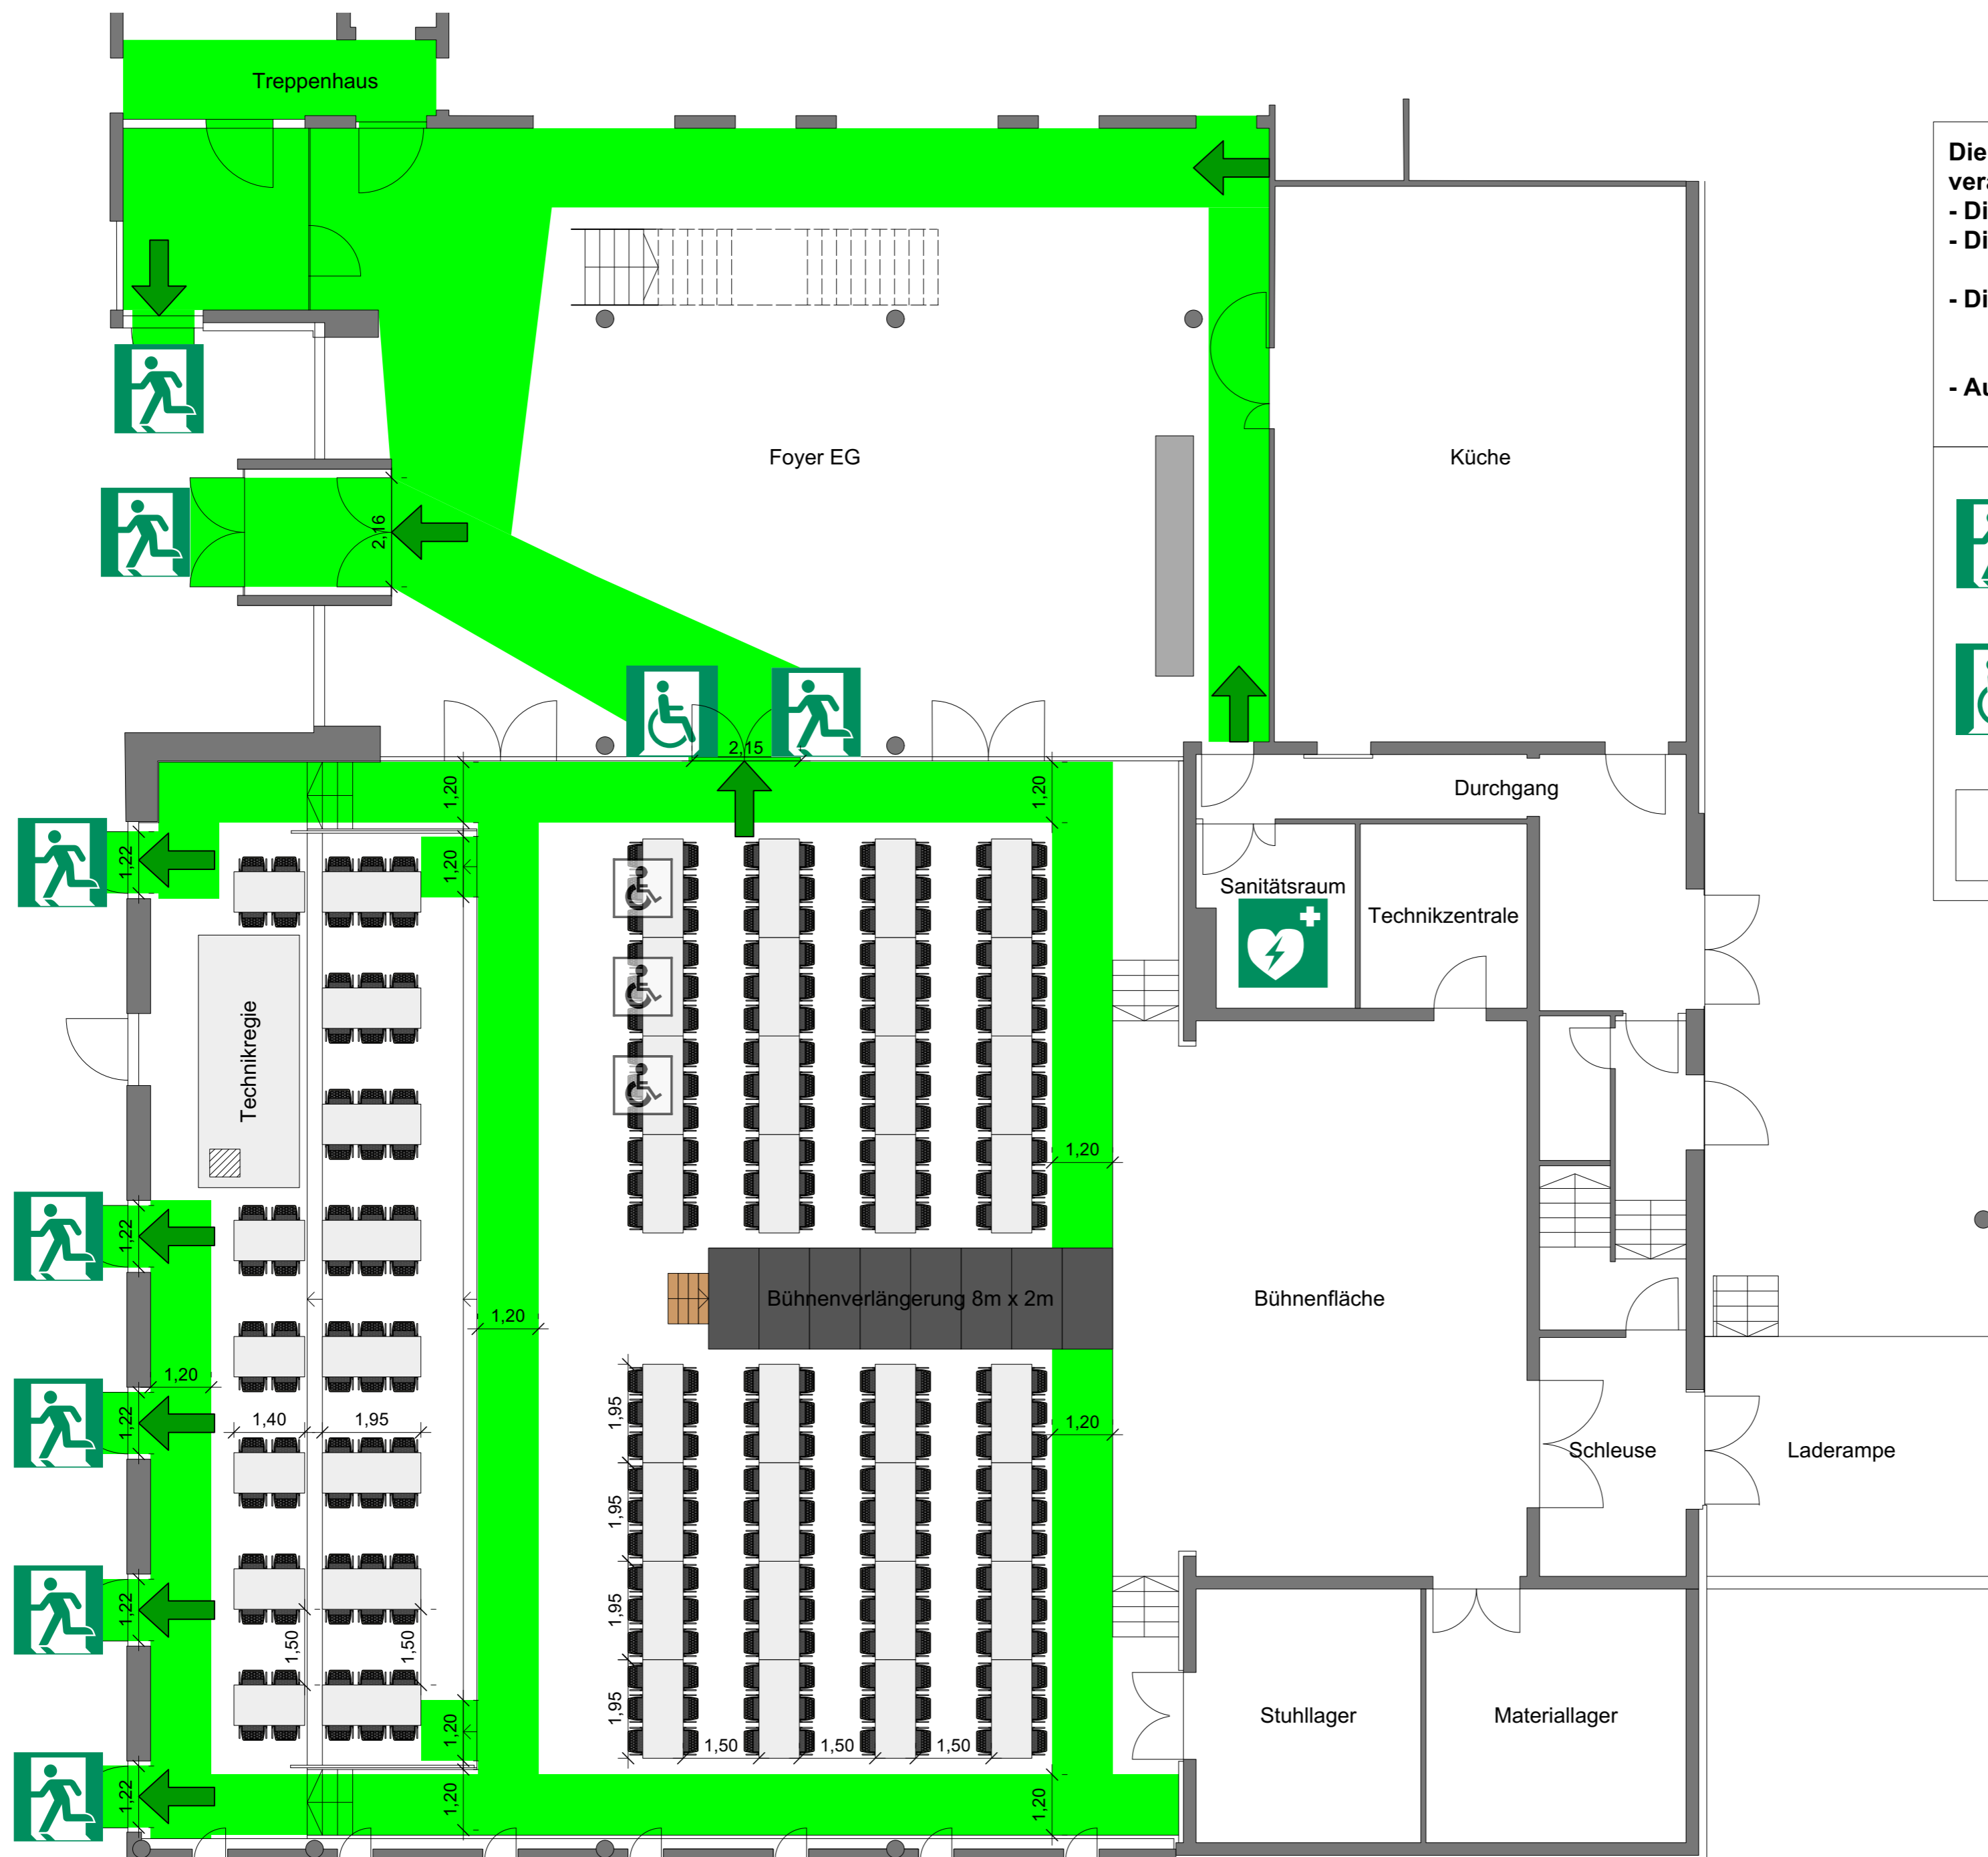 Treppenhaus
Die
- Di
- Di
- Di
- Au
Foyer EG
Küche
2,16
2,15
1,20
1,20
Durchgang
1,22
1,20
Sanitätsraum
Technikzentrale
Technikregie
1,20
1,22
Bühnenverlängerung 8m x 2m
Bühnenfläche
1,20
1,20
1,22
1,40
1,95
1,95
1,20
Schleuse
Laderampe
1,95
1,22
1,95
1,50
1,50
1,95
Stuhllager
Materiallager
1,20
1,50
1,50
1,50
1,22
1,20
1,20